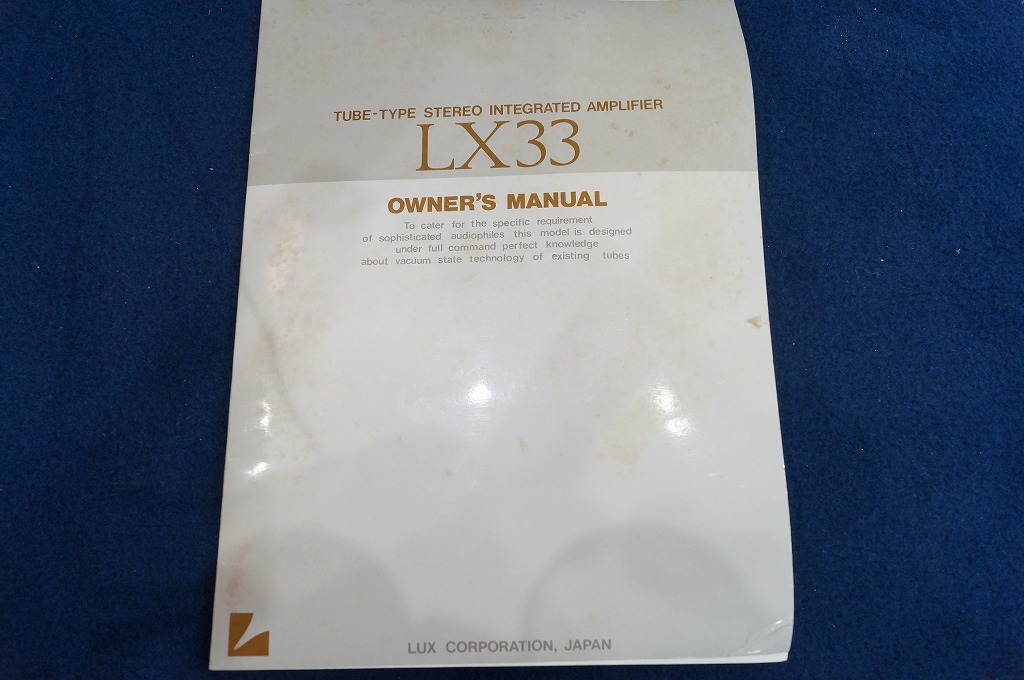 TUBE-TYPE STEREO INTEGRATED AMPLIFIER
LX33
OWNER'S MANUAL
To cater for the specific requirement
of sophisticated audiophiles this model is designed
under full command perfect knowledge
about vacuum state technology of existing tubes
LUX CORPORATION, JAPAN